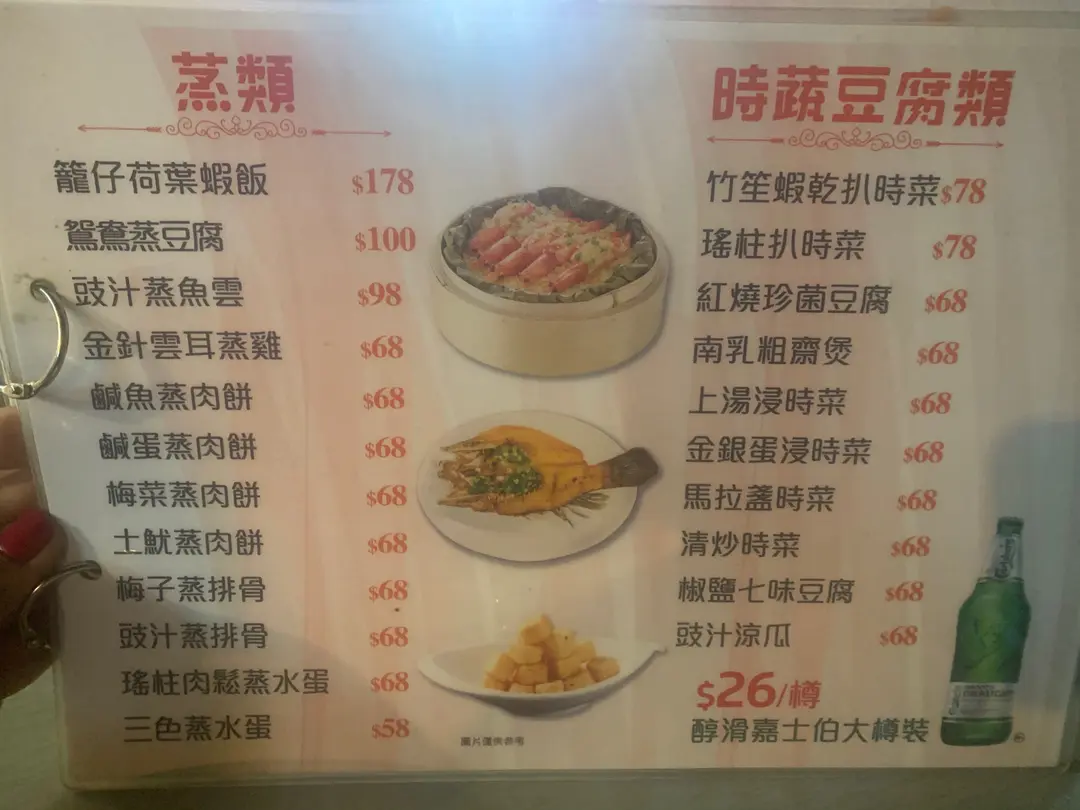 蒸類
籠仔荷葉蝦飯 $178
鴛鴦蒸豆腐 $100
豉汁蒸魚雲 $98
金針雲耳蒸雞 $68
鹹魚蒸肉餅 $68
鹹蛋蒸肉餅 $68
梅菜蒸肉餅 $68
土魷蒸肉餅 $68
梅子蒸排骨 $68
豉汁蒸排骨 $68
瑤柱肉鬆蒸水蛋 $68
三色蒸水蛋 $58
圖片僅供參考
時蔬豆腐類
竹笙蝦乾扒時菜 $78
瑤柱扒時菜 $78
紅燒珍菌豆腐 $68
南乳粗齋煲 $68
上湯浸時菜 $68
金銀蛋浸時菜 $68
馬拉盞時菜 $68
清炒時菜 $68
椒鹽七味豆腐 $68
豉汁涼瓜 $68
$26/樽
醇滑嘉士伯大樽裝